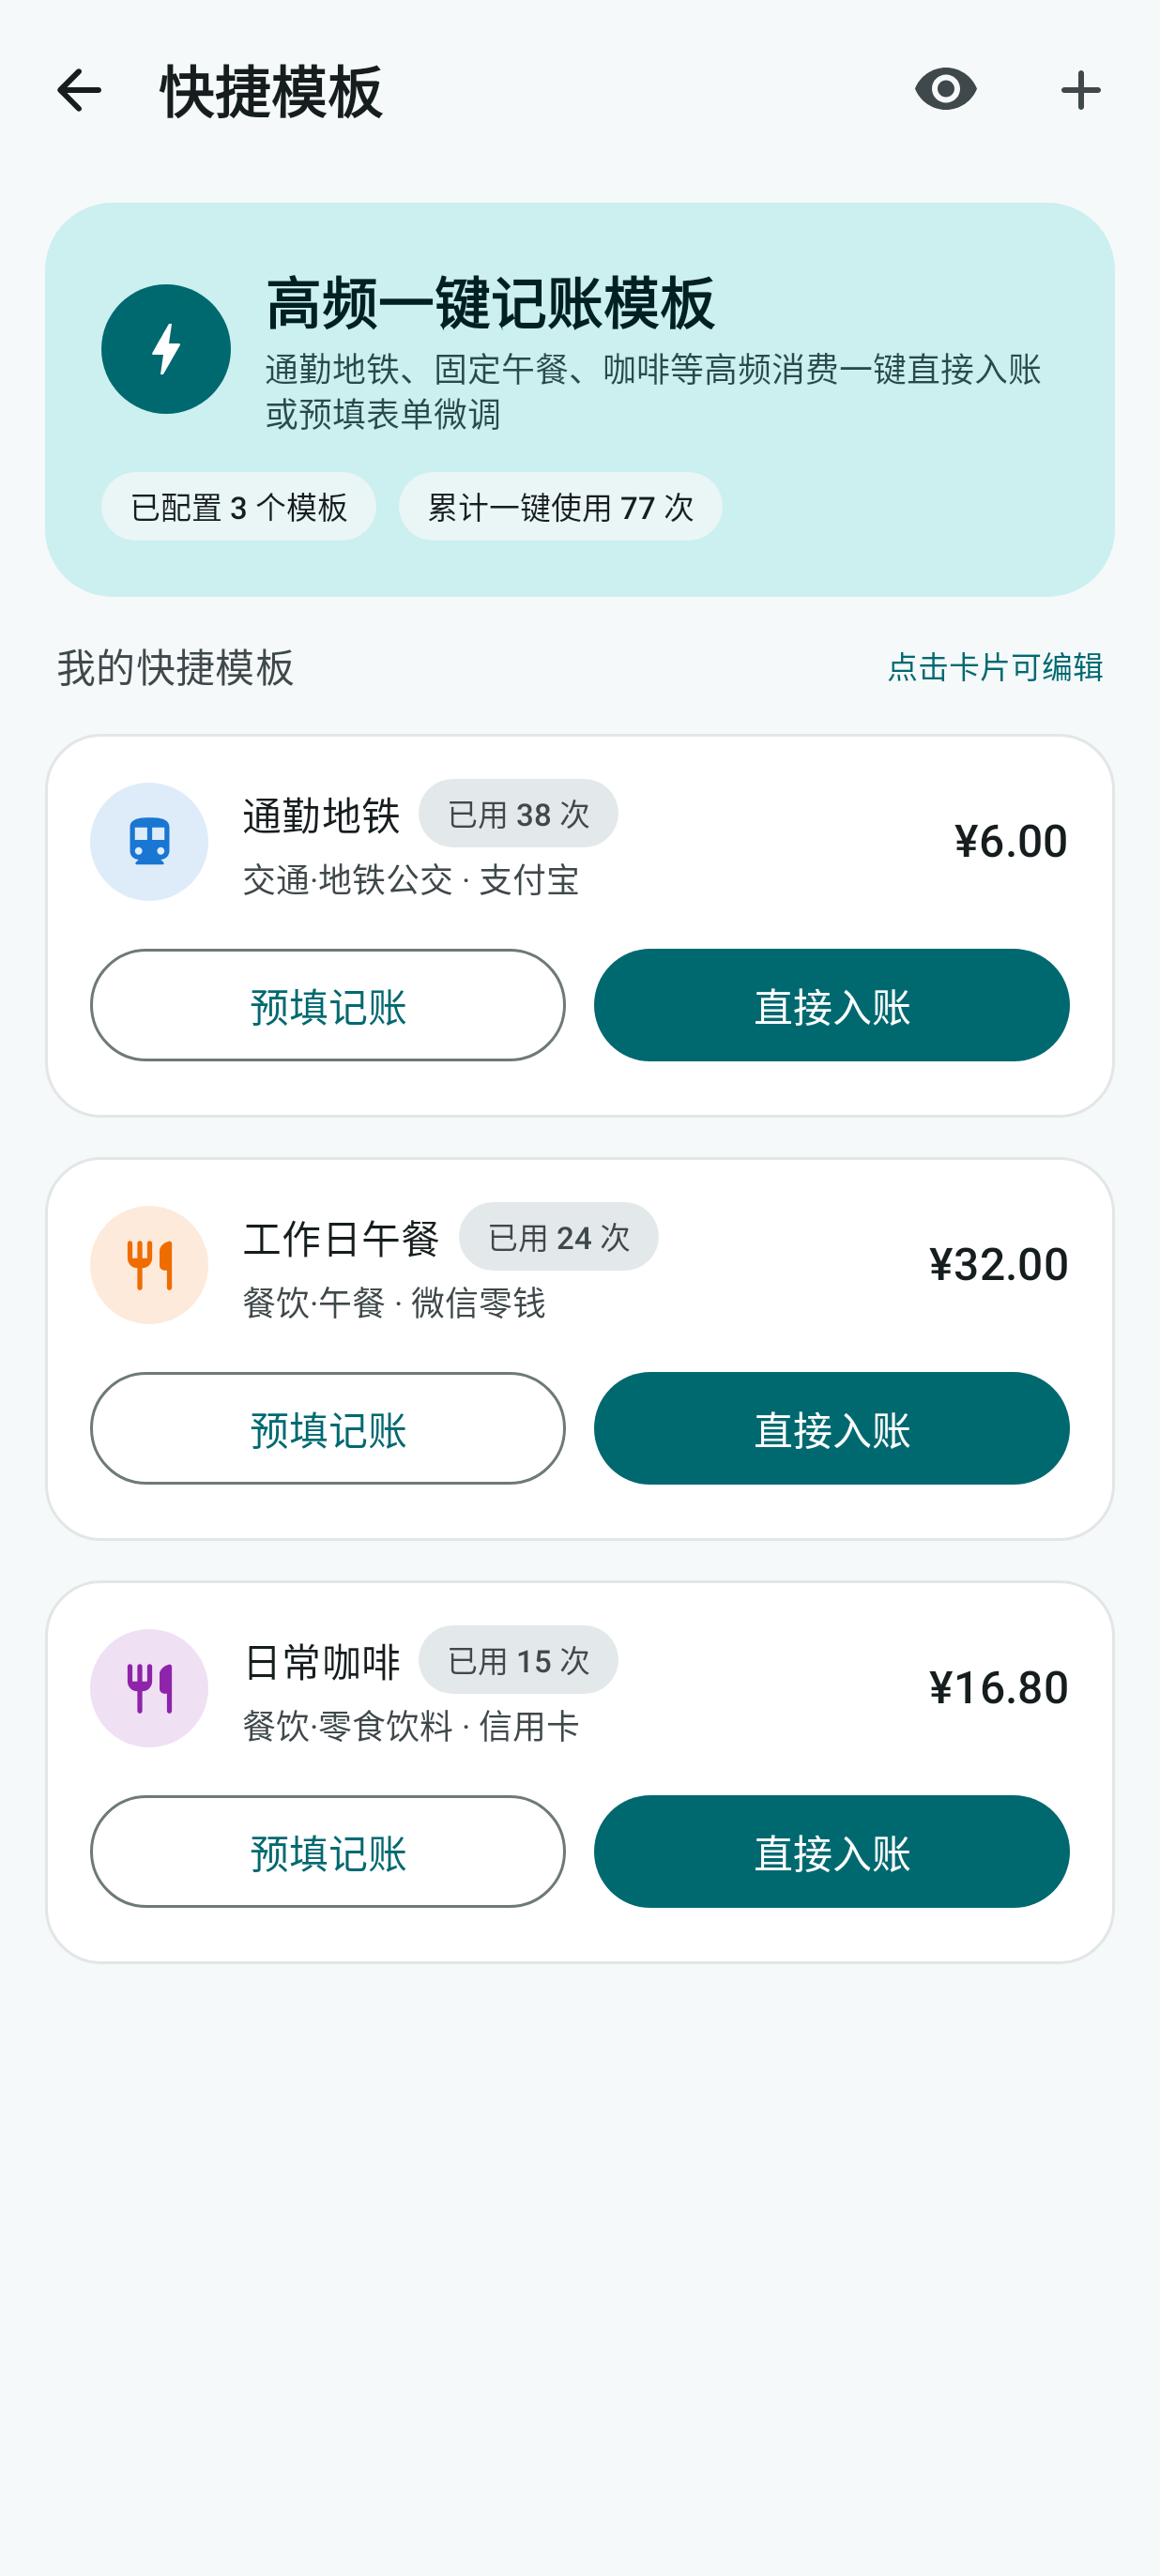 快捷模板
高频一键记账模板
通勤地铁、固定午餐、咖啡等高频消费一键直接入账
或预填表单微调
已配置 3 个模板
累计一键使用 77 次
我的快捷模板
点击卡片可编辑
通勤地铁
已用 38 次
¥6.00
交通·地铁公交 · 支付宝
预填记账
直接入账
工作日午餐
已用 24 次
¥32.00
餐饮·午餐 · 微信零钱
预填记账
直接入账
日常咖啡
已用 15 次
¥16.80
餐饮·零食饮料 · 信用卡
预填记账
直接入账